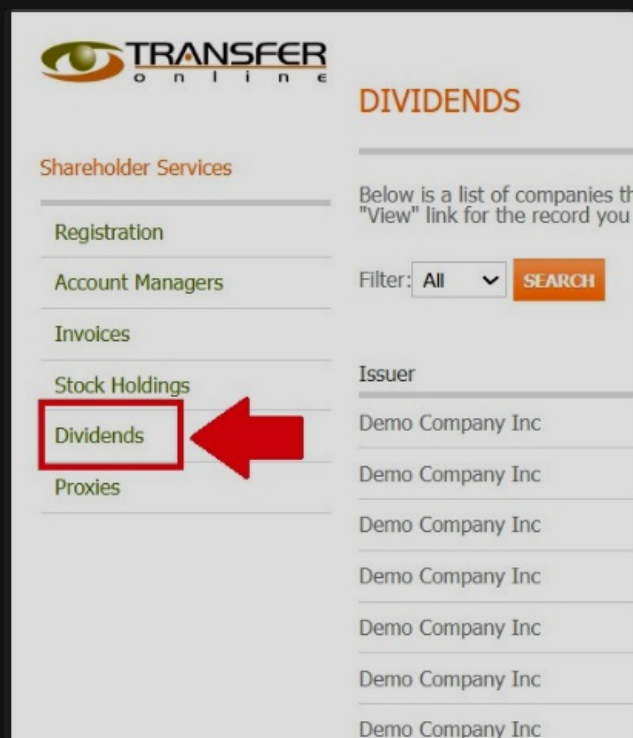 TRANSFER
online
DIVIDENDS
Shareholder Services
Below is a list of companies
"View" link for the record you
Registration
Account Managers
Filter: All SEARCH
Invoices
Stock Holdings
Issuer
Dividends
Demo Company Inc
Proxies
Demo Company Inc
Demo Company Inc
Demo Company Inc
Demo Company Inc
Demo Company Inc
Demo Company Inc